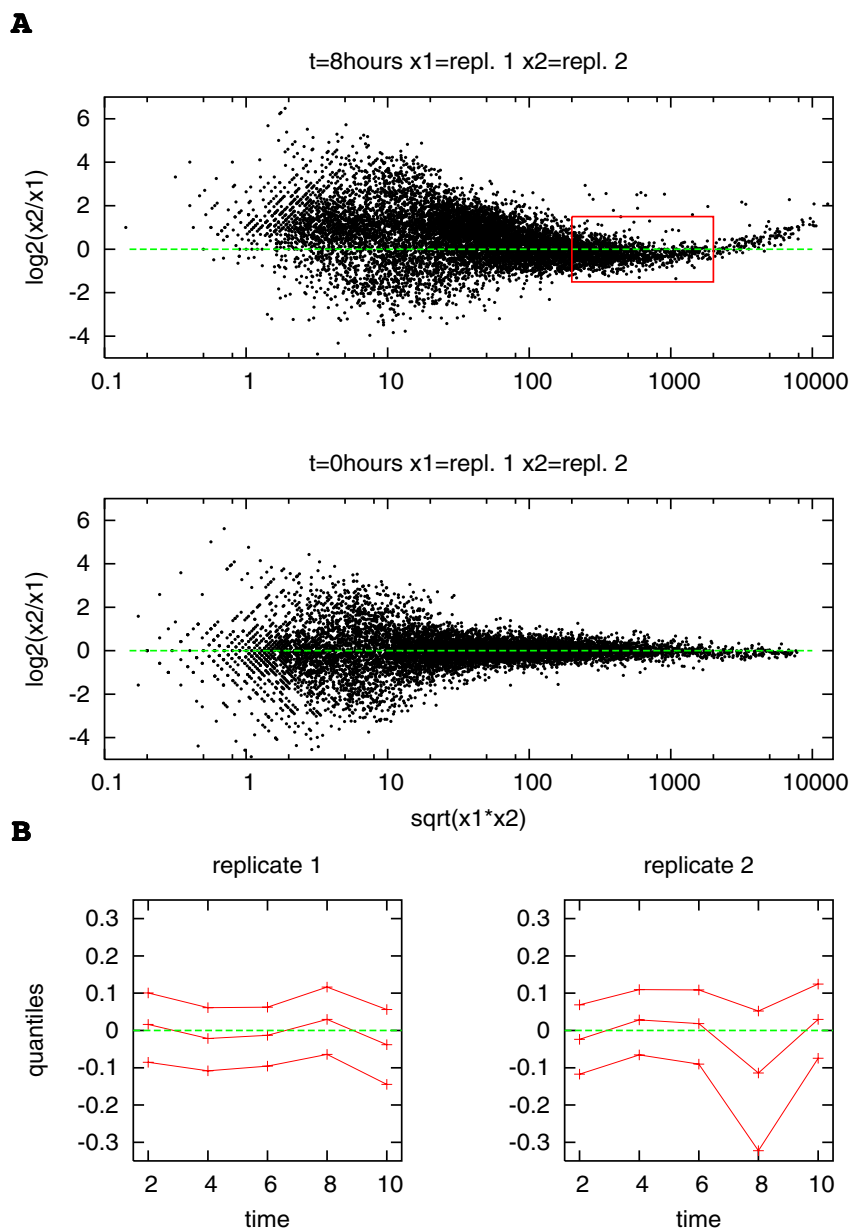 A
t=8hours x1=repl. 1 x2=repl. 2
log2(x2/x1)
6
4
2
0
-2
-4
0.1 1 10 100 1000 10000
t=0hours x1=repl. 1 x2=repl. 2
log2(x2/x1)
6
4
2
0
-2
-4
0.1 1 10 100 1000 10000
sqrt(x1*x2)
B
replicate 1
quantiles
0.3
0.2
0.1
0
-0.1
-0.2
-0.3
2 4 6 8 10
time
replicate 2
0.3
0.2
0.1
0
-0.1
-0.2
-0.3
2 4 6 8 10
time